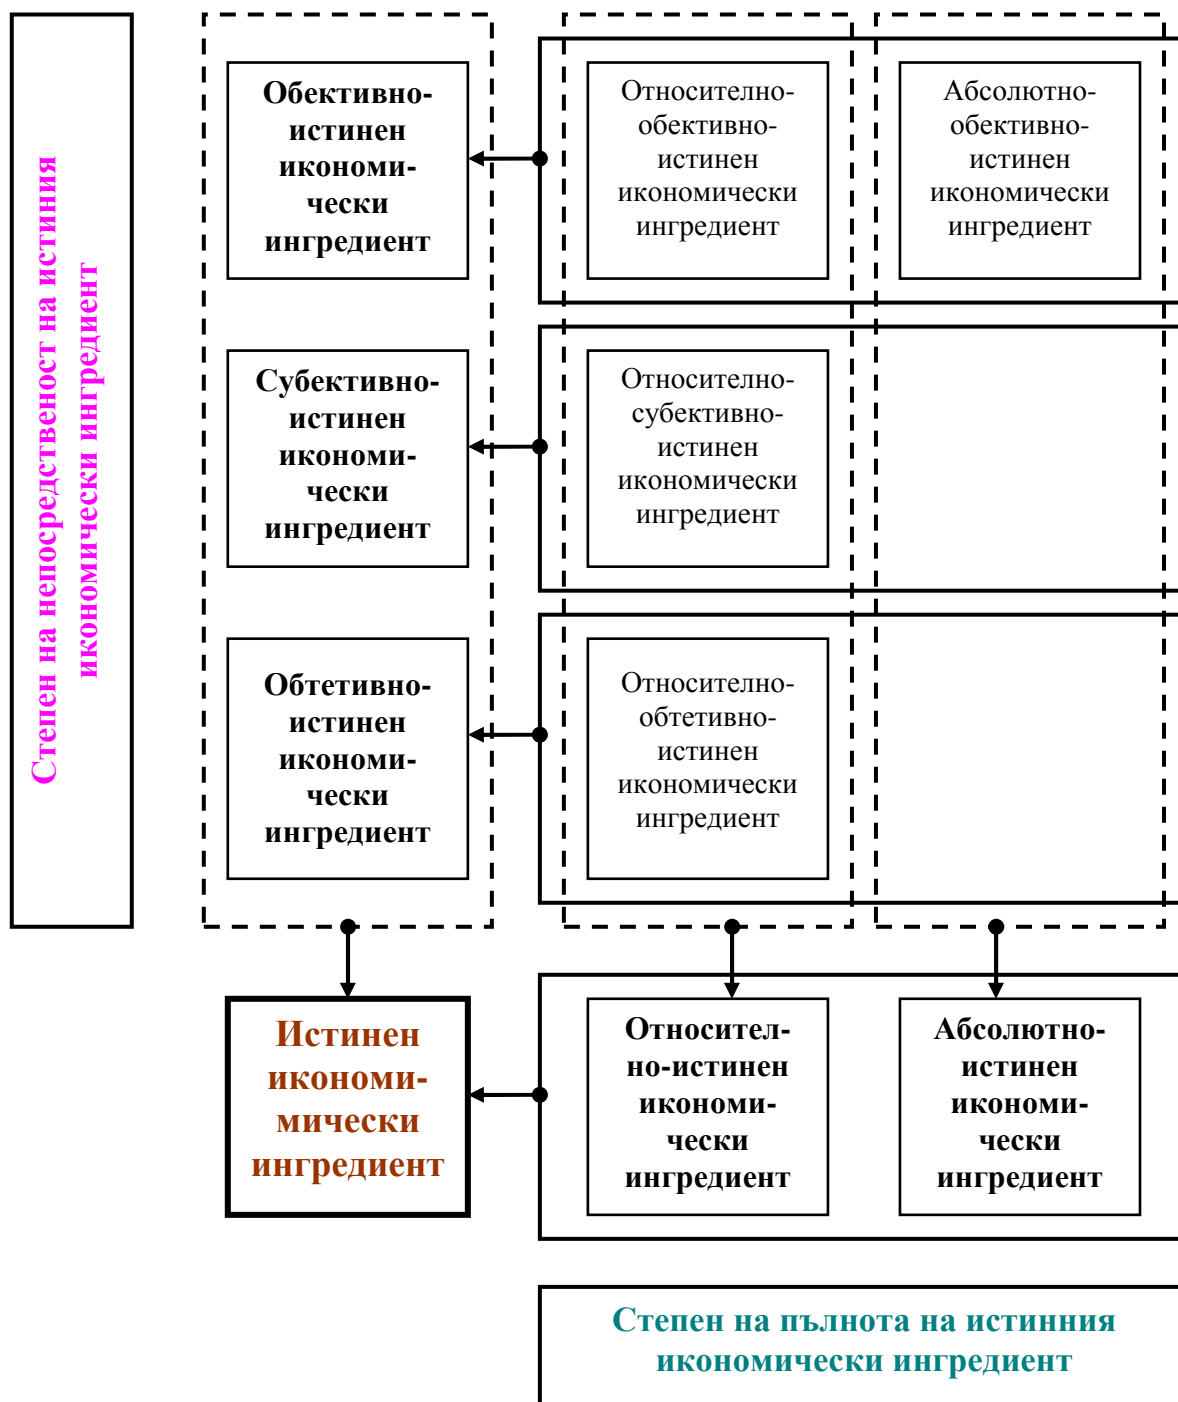 Степен на непосредственост на истиния
икономически ингредиент
Обективно-
истинен
икономи-
чески
ингредиент
Относително-
обективно-
истинен
икономически
ингредиент
Абсолютно-
обективно-
истинен
икономически
ингредиент
Субективно-
истинен
икономи-
чески
ингредиент
Относително-
субективно-
истинен
икономически
ингредиент
Обтетивно-
истинен
икономи-
чески
ингредиент
Относително-
обтетивно-
истинен
икономически
ингредиент
Истинен
икономи-
мически
ингредиент
Относител-
но-истинен
икономи-
чески
ингредиент
Абсолютно-
истинен
икономи-
чески
ингредиент
Степен на пълнота на истинния
икономически ингредиент